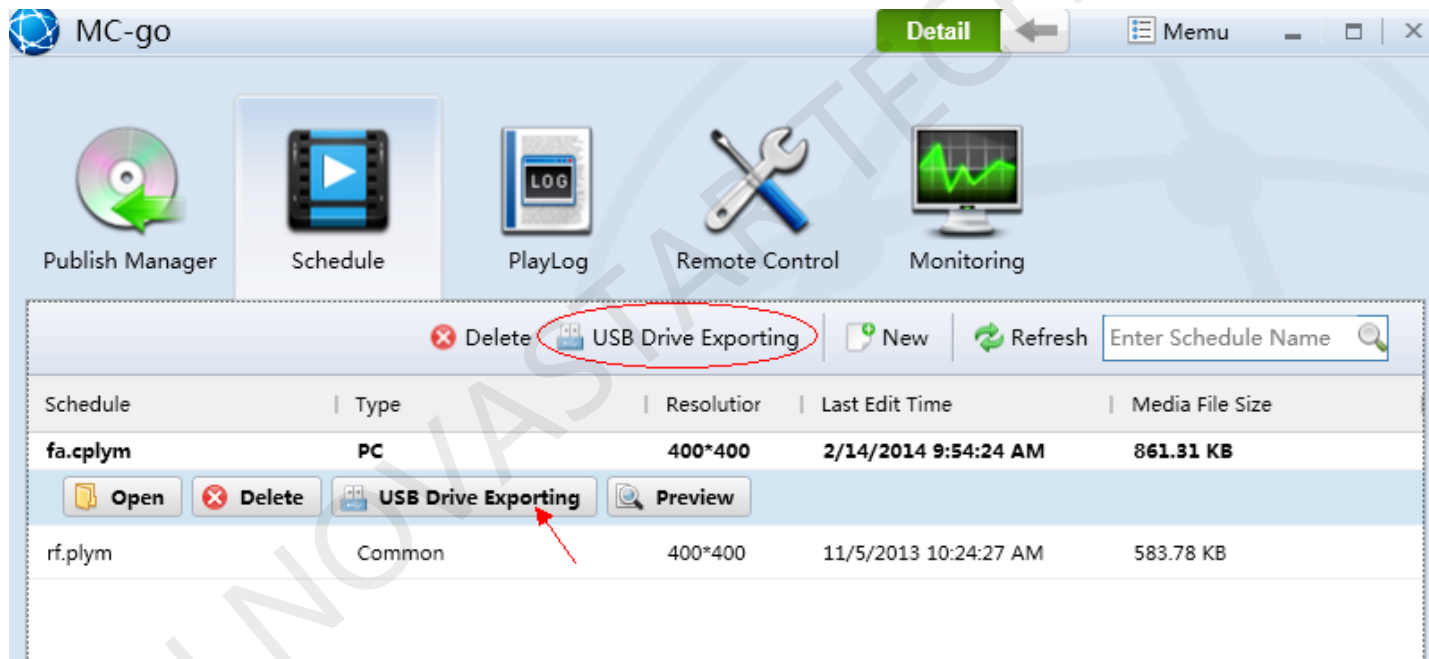 MC-go Detail Memu
LOG
Publish Manager Schedule PlayLog Remote Control Monitoring
Delete USB Drive Exporting New Refresh Enter Schedule Name
Schedule Type Resolutior Last Edit Time Media File Size
fa.cplym PC 400*400 2/14/2014 9:54:24 AM 861.31 KB
Open Delete USB Drive Exporting Preview
rf.plym Common 400*400 11/5/2013 10:24:27 AM 583.78 KB
NOVASTAR TECH